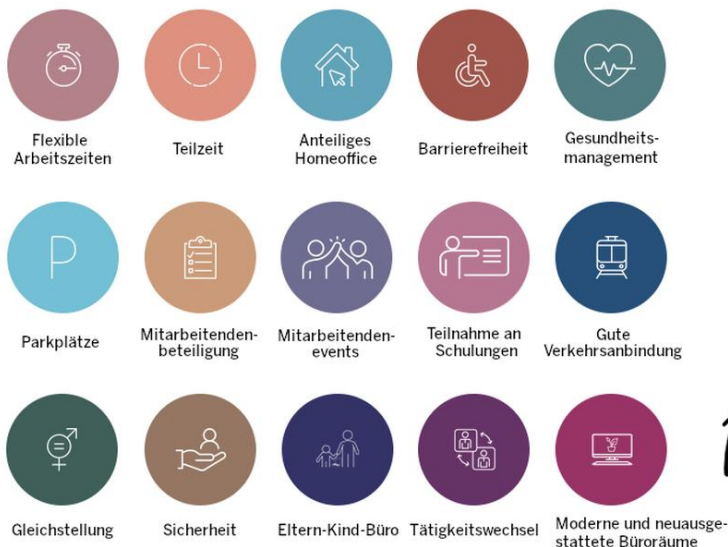 Flexible
Arbeitszeiten
Teilzeit
Anteiliges
Homeoffice
Barrierefreiheit
Gesundheits-
management
P
Parkplätze
Mitarbeitenden-
beteiligung
Mitarbeitenden-
events
Teilnahme an
Schulungen
Gute
Verkehrsanbindung
Gleichstellung
Sicherheit
Eltern-Kind-Büro
Tätigkeitswechsel
Moderne und neuausge-
stattete Büroräume